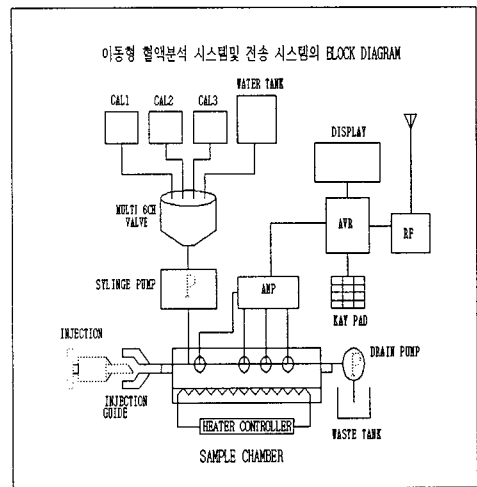 이동형 혈액분석 시스템및 전송 시스템의 BLOCK DIAGRAM
WATER TANK
CAL1 CAL2 CAL3
DISPLAY
MULTI 6CH
VALVE
AVR
RF
SYLINGE PUMP
P
AMP
KAY PAD
INJECTION
DRAIN PUMP
P
INJECTION
GUIDE
HEATER CONTROLLER
WASTE TANK
SAMPLE CHAMBER